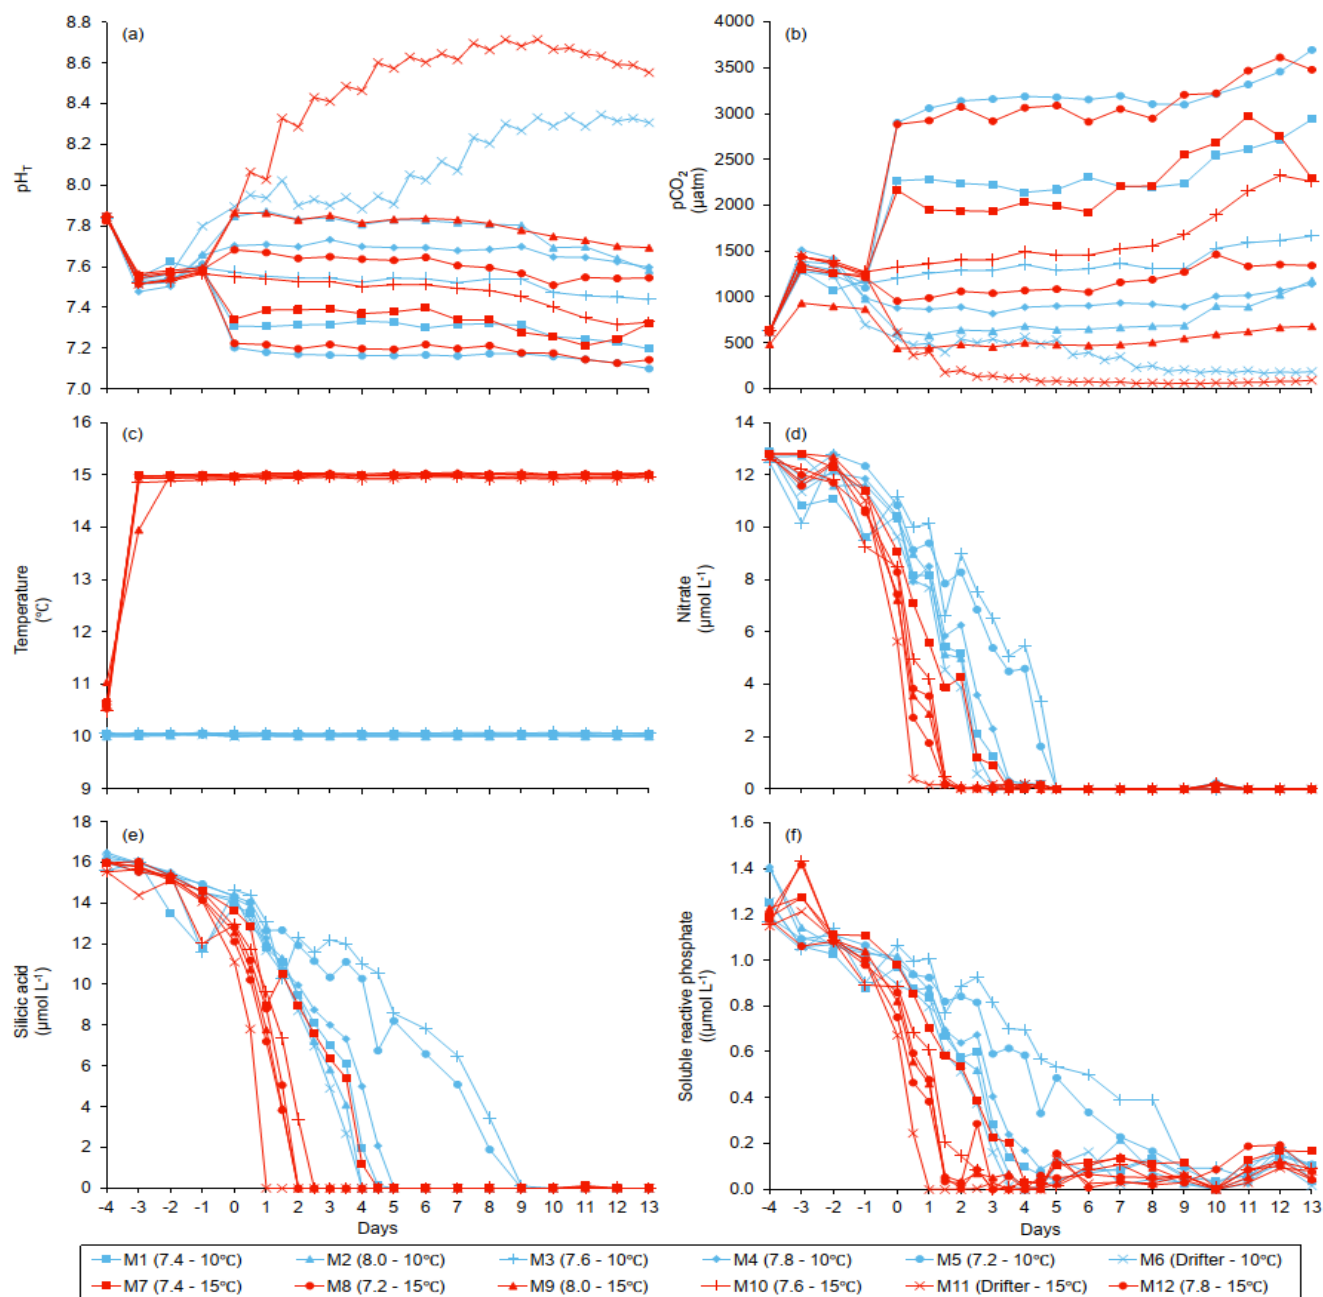 (a)
pH_T
8.8
8.6
8.4
8.2
8.0
7.8
7.6
7.4
7.2
7.0
(b)
pCO₂
(µatm)
4000
3500
3000
2500
2000
1500
1000
500
0
(c)
Temperature
(°C)
16
15
14
13
12
11
10
9
(d)
Nitrate
(µmol L⁻¹)
14
12
10
8
6
4
2
0
(e)
Silicic acid
(µmol L⁻¹)
18
16
14
12
10
8
6
4
2
0
-4 -3 -2 -1 0 1 2 3 4 5 6 7 8 9 10 11 12 13
Days
(f)
Soluble reactive phosphate
((µmol L⁻¹)
1.6
1.4
1.2
1.0
0.8
0.6
0.4
0.2
0.0
-4 -3 -2 -1 0 1 2 3 4 5 6 7 8 9 10 11 12 13
Days
M1 (7.4 - 10°C) M2 (8.0 - 10°C) M3 (7.6 - 10°C) M4 (7.8 - 10°C) M5 (7.2 - 10°C) M6 (Drifter - 10°C)
M7 (7.4 - 15°C) M8 (7.2 - 15°C) M9 (8.0 - 15°C) M10 (7.6 - 15°C) M11 (Drifter - 15°C) M12 (7.8 - 15°C)